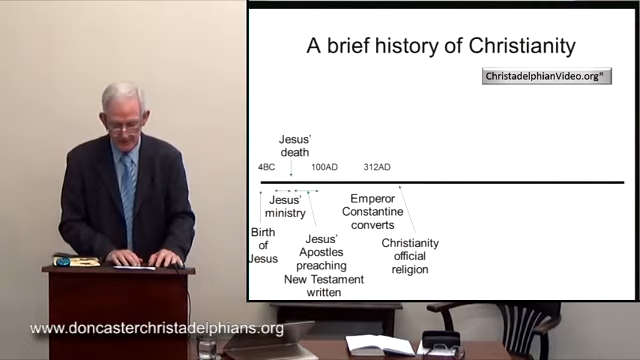 A brief history of Christianity
ChristadelphianVideo.org"
Jesus'
death
4BC
100AD
312AD
Jesus'
ministry
Emperor
Constantine
converts
Birth
of
Jesus
Jesus'
Apostles
preaching
New Testament
written
Christianity
official
religion
www.doncasterchristadelphians.org